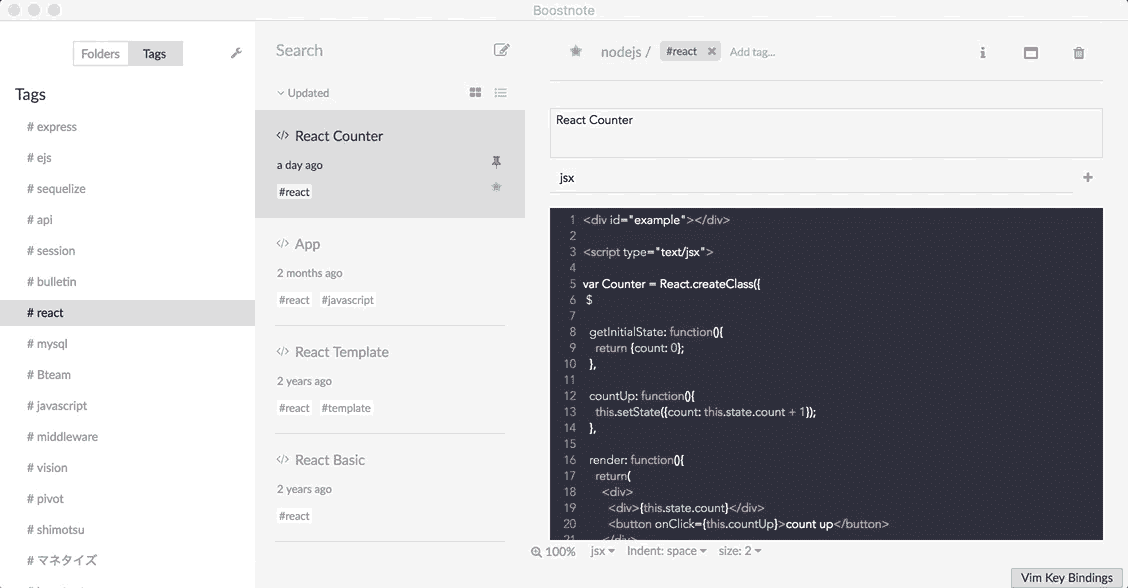 Boostnote
Folders Tags
Tags
# express
# ejs
# sequelize
# api
# session
# bulletin
# react
# mysql
# Bteam
# javascript
# middleware
# vision
# pivot
# shimotsu
# マネタイズ
Search
Updated
</> React Counter
a day ago
#react
</> App
2 months ago
#react #javascript
</> React Template
2 years ago
#react #template
</> React Basic
2 years ago
#react
nodejs / #react × Add tag...
React Counter
jsx +
1 <div id="example"></div>
2
3 <script type="text/jsx">
4
5 var Counter = React.createClass({
6 $
7
8 getInitialState: function(){
9 return {count: 0};
10 },
11
12 countUp: function(){
13 this.setState({count: this.state.count + 1});
14 },
15
16 render: function(){
17 return(
18 <div>
19 <div>{this.state.count}</div>
20 <button onClick={this.countUp}>count up</button>
21 </div>
100% jsx Indent: space size: 2
Vim Key Bindings